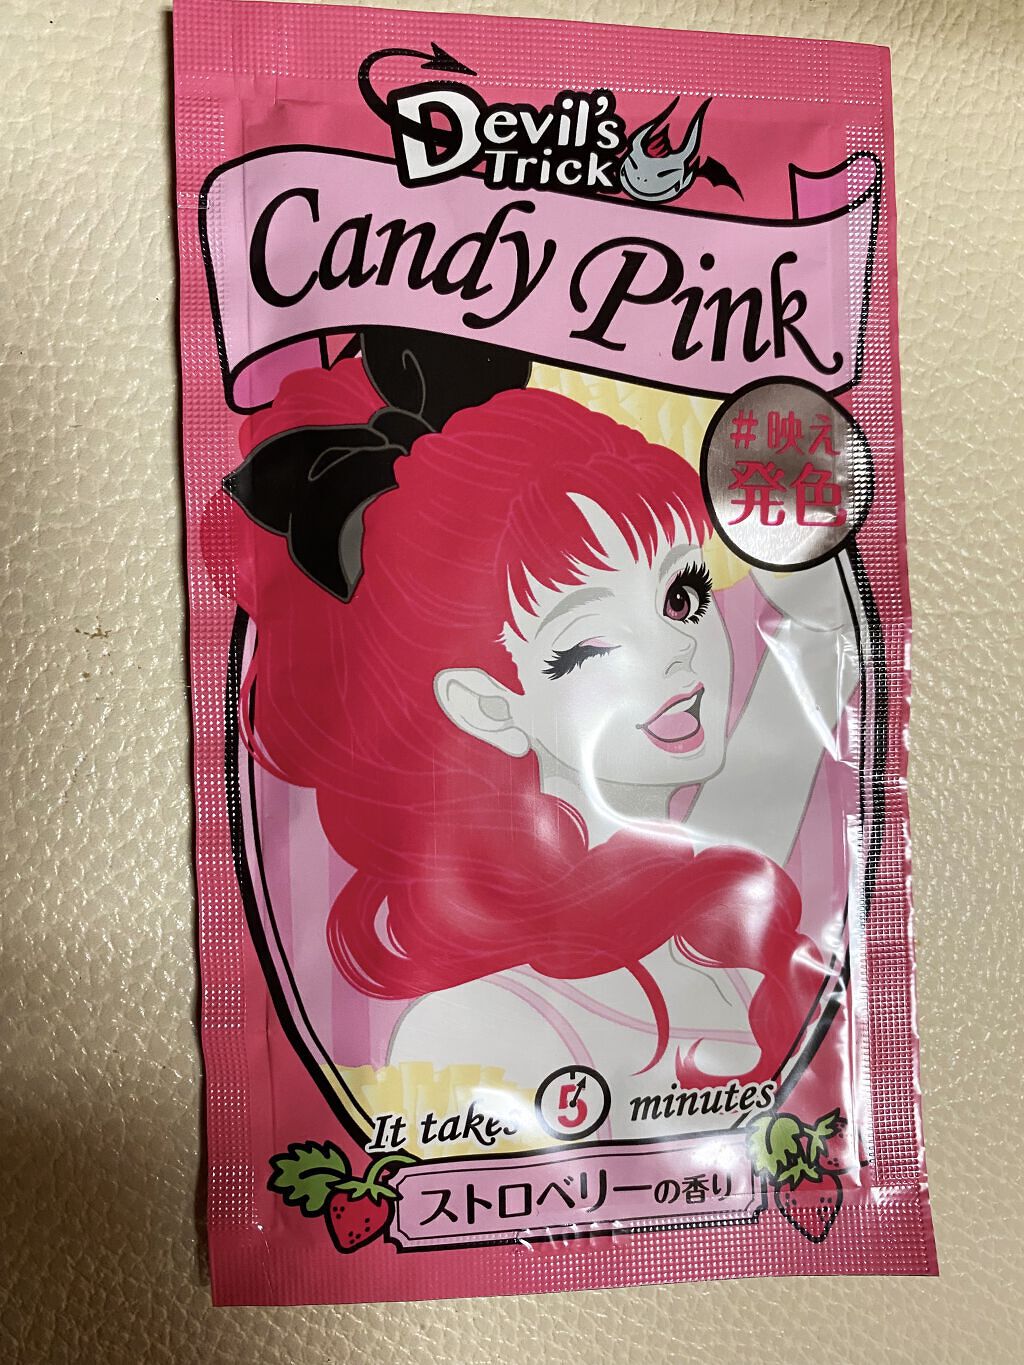 Devil's
Trick
Candy Pink
#映え
発色
It takes 5 minutes
ストロベリーの香り